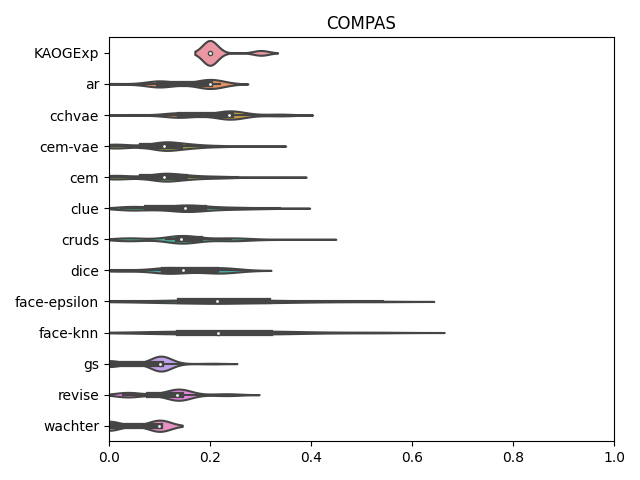 COMPAS
KAOGExp
ar
cchvae
cem-vae
cem
clue
cruds
dice
face-epsilon
face-knn
gs
revise
wachter
0.0 0.2 0.4 0.6 0.8 1.0